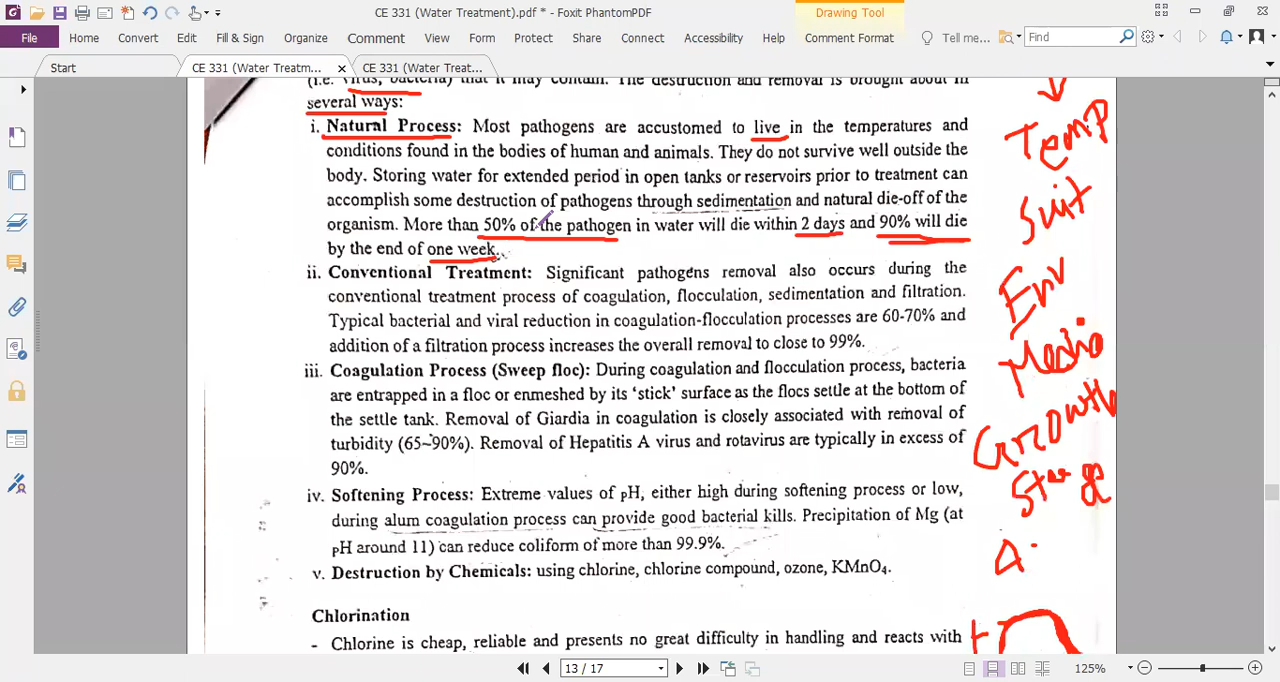 CE 331 (Water Treatment).pdf * - Foxit PhantomPDF
Drawing Tool
File Home Convert Edit Fill & Sign Organize Comment View Form Protect Share Connect Accessibility Help Comment Format Tell me... Find
Start CE 331 (Water Treatm... CE 331 (Water Treat...
(i.e. virus, bacteria) that it may contain. The destruction and removal is brought about in
several ways:
i. Natural Process: Most pathogens are accustomed to live in the temperatures and
conditions found in the bodies of human and animals. They do not survive well outside the
body. Storing water for extended period in open tanks or reservoirs prior to treatment can
accomplish some destruction of pathogens through sedimentation and natural die-off of the
organism. More than 50% of the pathogen in water will die within 2 days and 90% will die
by the end of one week.
ii. Conventional Treatment: Significant pathogens removal also occurs during the
conventional treatment process of coagulation, flocculation, sedimentation and filtration.
Typical bacterial and viral reduction in coagulation-flocculation processes are 60-70% and
addition of a filtration process increases the overall removal to close to 99%.
iii. Coagulation Process (Sweep floc): During coagulation and flocculation process, bacteria
are entrapped in a floc or enmeshed by its 'stick' surface as the flocs settle at the bottom of
the settle tank. Removal of Giardia in coagulation is closely associated with removal of
turbidity (65–90%). Removal of Hepatitis A virus and rotavirus are typically in excess of
90%.
iv. Softening Process: Extreme values of pH, either high during softening process or low,
during alum coagulation process can provide good bacterial kills. Precipitation of Mg (at
pH around 11) can reduce coliform of more than 99.9%.
v. Destruction by Chemicals: using chlorine, chlorine compound, ozone, KMnO4.
Chlorination
- Chlorine is cheap, reliable and presents no great difficulty in handling and reacts with
Temp
Suit
Env
Media
Growth
13 / 17
125%